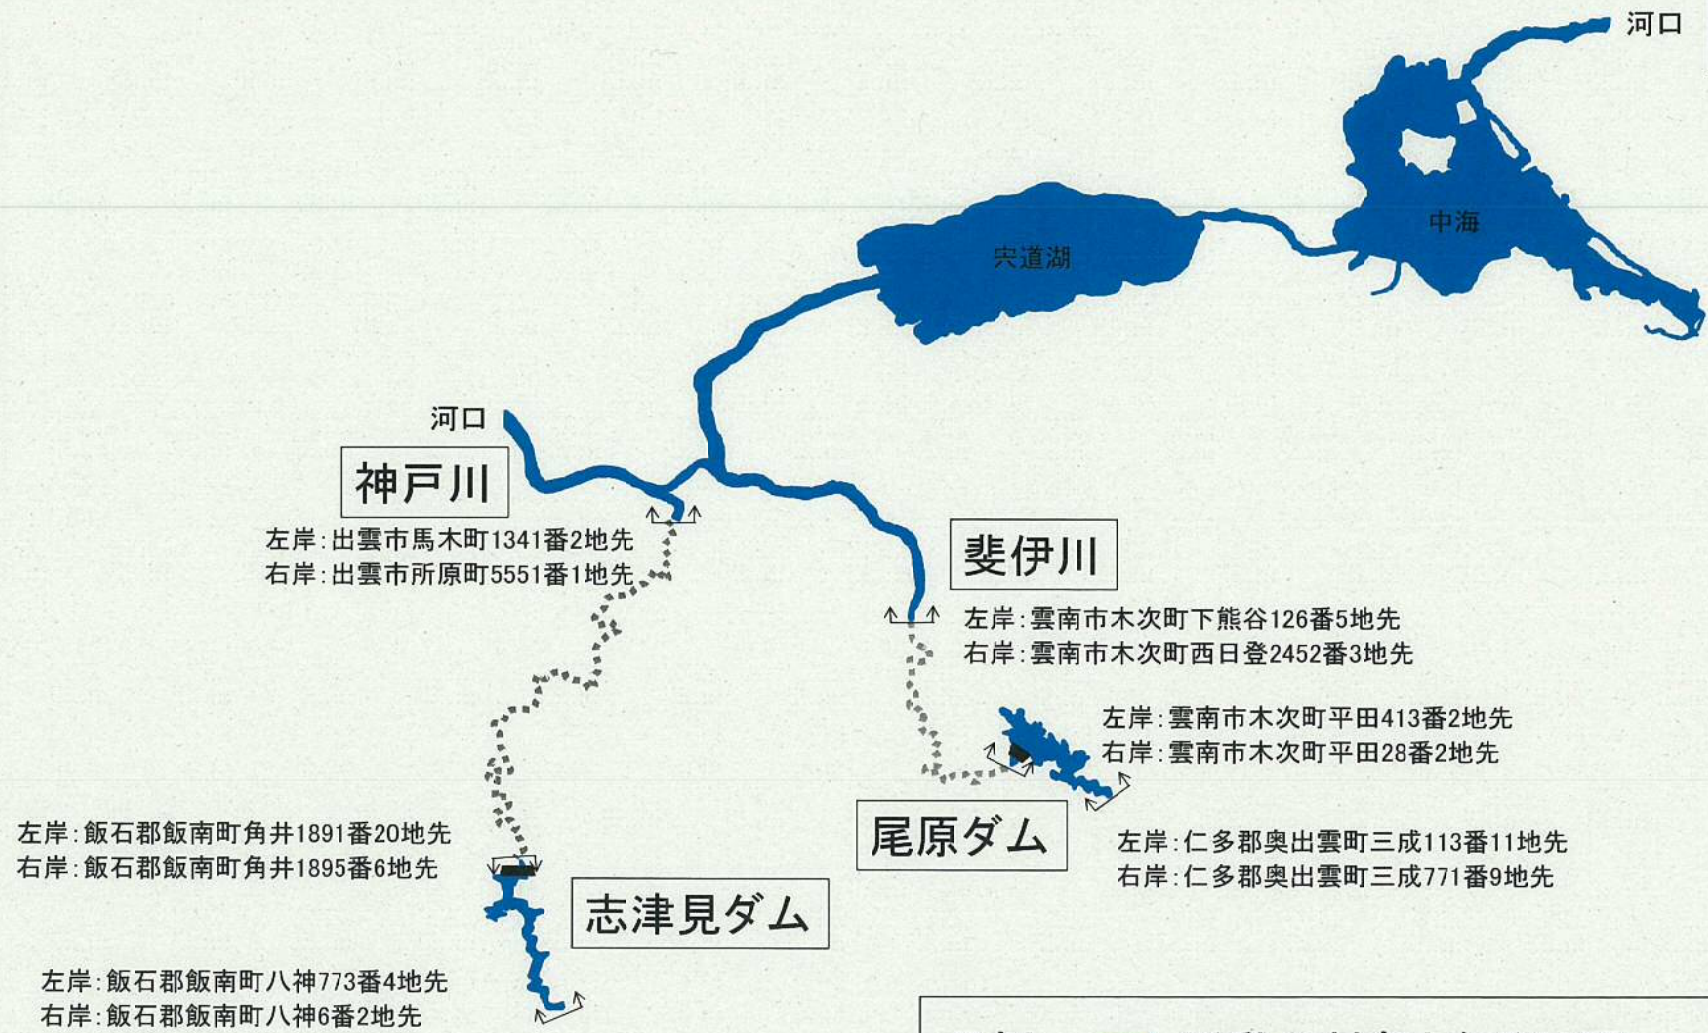 河口
中海
宍道湖
河口
神戸川
左岸:出雲市馬木町1341番2地先
右岸:出雲市所原町5551番1地先
斐伊川
左岸:雲南市木次町下熊谷126番5地先
右岸:雲南市木次町西日登2452番3地先
左岸:雲南市木次町平田413番2地先
右岸:雲南市木次町平田28番2地先
尾原ダム
左岸:仁多郡奥出雲町三成113番11地先
右岸:仁多郡奥出雲町三成771番9地先
左岸:飯石郡飯南町角井1891番20地先
右岸:飯石郡飯南町角井1895番6地先
志津見ダム
左岸:飯石郡飯南町八神773番4地先
右岸:飯石郡飯南町八神6番2地先